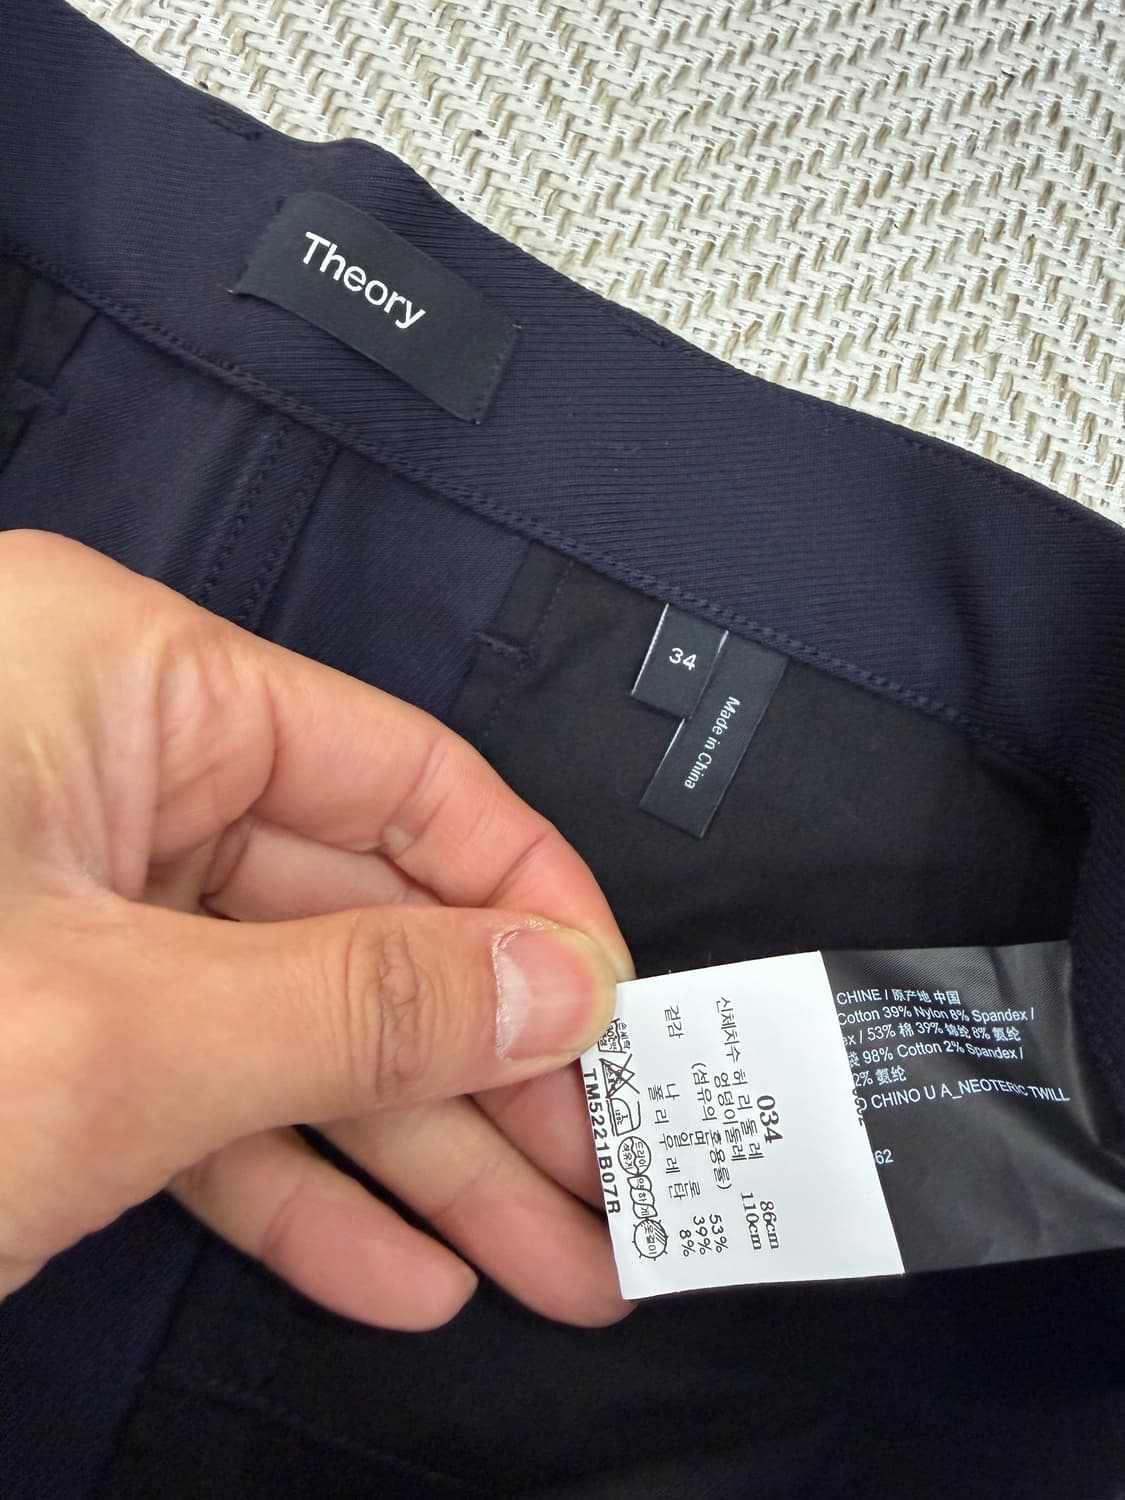 Theory
34
Made in China
CHINE / 原产地 中国
Cotton 39% Nylon 8% Spandex /
ex / 53% 棉 39% 锦纶 8% 氨纶
袋 98% Cotton 2% Spandex /
2% 氨纶
O CHINO U A_NEOTERIC TWILL
62
034
신체치수 허리둘레 86cm
엉덩이둘레 110cm
(섬유의 혼용률)
겉감 면 53%
나일론 39%
폴리우레탄 8%
TM5221B07R